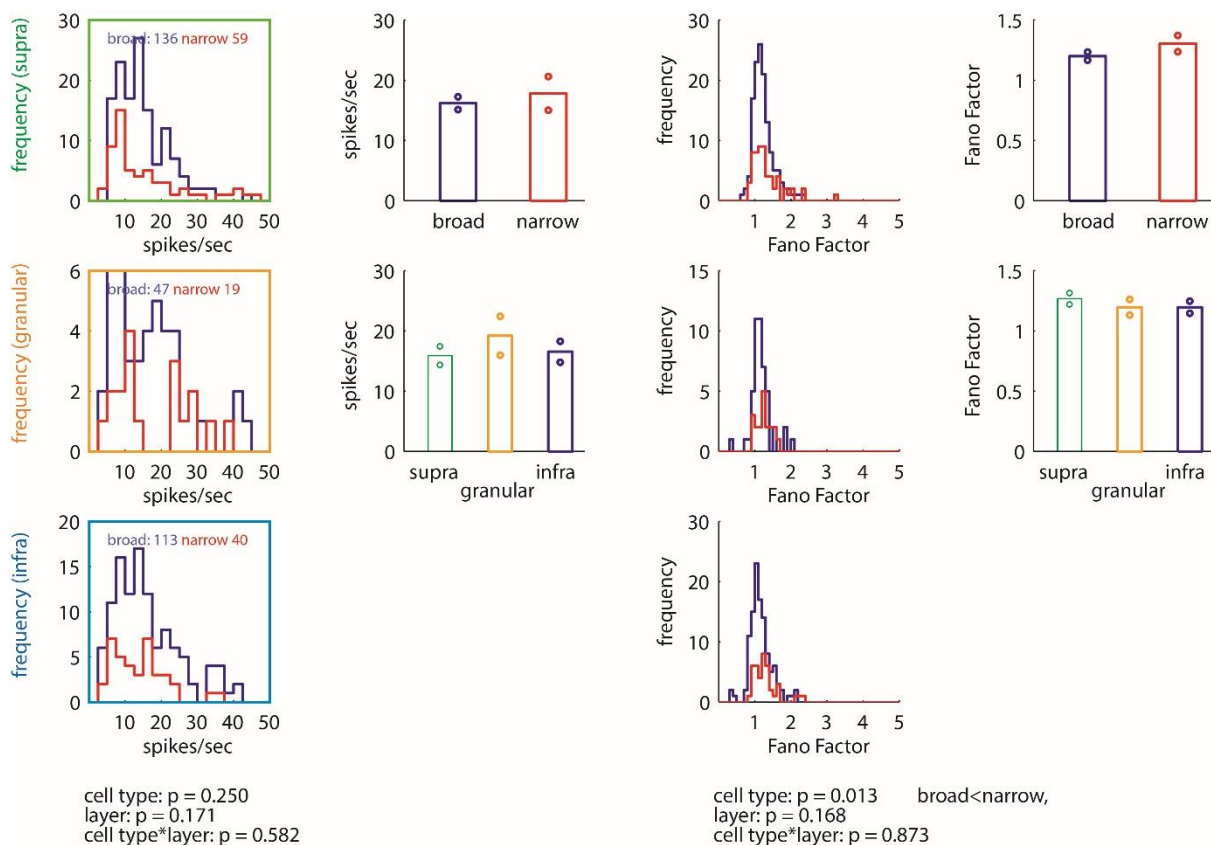 frequency (supra)
30
20
10
0
broad: 136 narrow 59
10 20 30 40 50
spikes/sec
spikes/sec
30
20
10
0
broad narrow
frequency
30
20
10
0
1 2 3 4 5
Fano Factor
Fano Factor
1.5
1
1.5
0
broad narrow
frequency (granular)
6
4
2
0
broad: 47 narrow 19
10 20 30 40 50
spikes/sec
spikes/sec
30
20
10
0
supra infra
granular
frequency
15
10
5
0
1 2 3 4 5
Fano Factor
Fano Factor
1.5
1
1.5
0
supra infra
granular
frequency (infra)
20
15
10
5
0
broad: 113 narrow 40
10 20 30 40 50
spikes/sec
frequency
30
20
10
0
1 2 3 4 5
Fano Factor
cell type: p = 0.250
layer: p = 0.171
cell type*layer: p = 0.582
cell type: p = 0.013 broad<narrow,
layer: p = 0.168
cell type*layer: p = 0.873